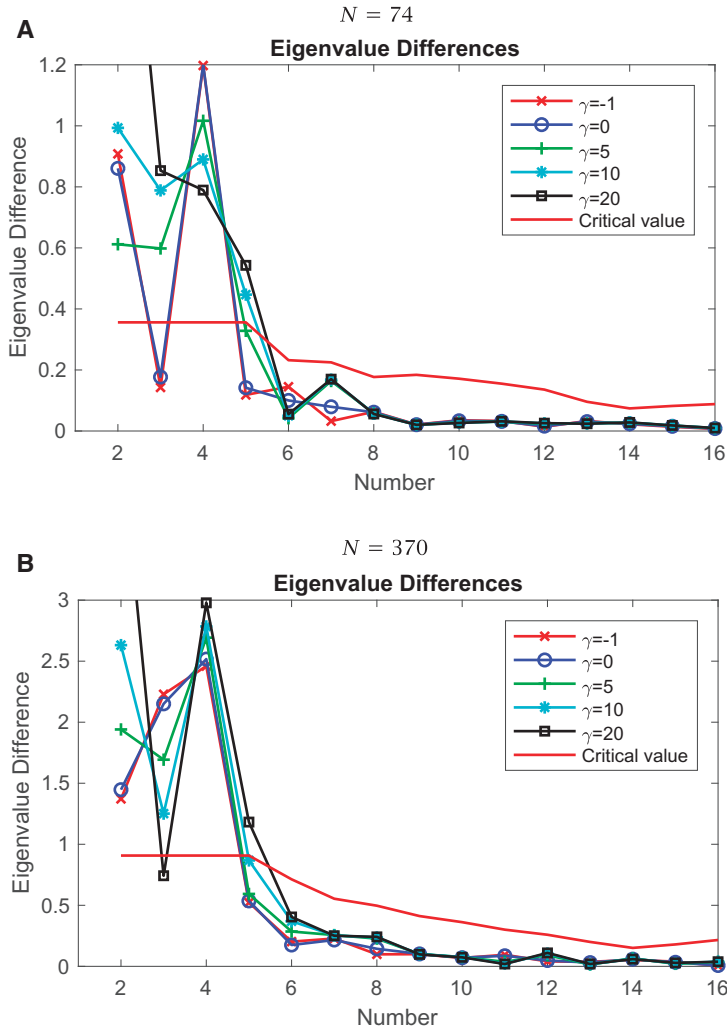 A
N = 74
Eigenvalue Differences
Eigenvalue Difference
1.2
1
0.8
0.6
0.4
0.2
0
2 4 6 8 10 12 14 16
Number
γ=-1
γ=0
γ=5
γ=10
γ=20
Critical value
B
N = 370
Eigenvalue Differences
Eigenvalue Difference
3
2.5
2
1.5
1
0.5
0
2 4 6 8 10 12 14 16
Number
γ=-1
γ=0
γ=5
γ=10
γ=20
Critical value